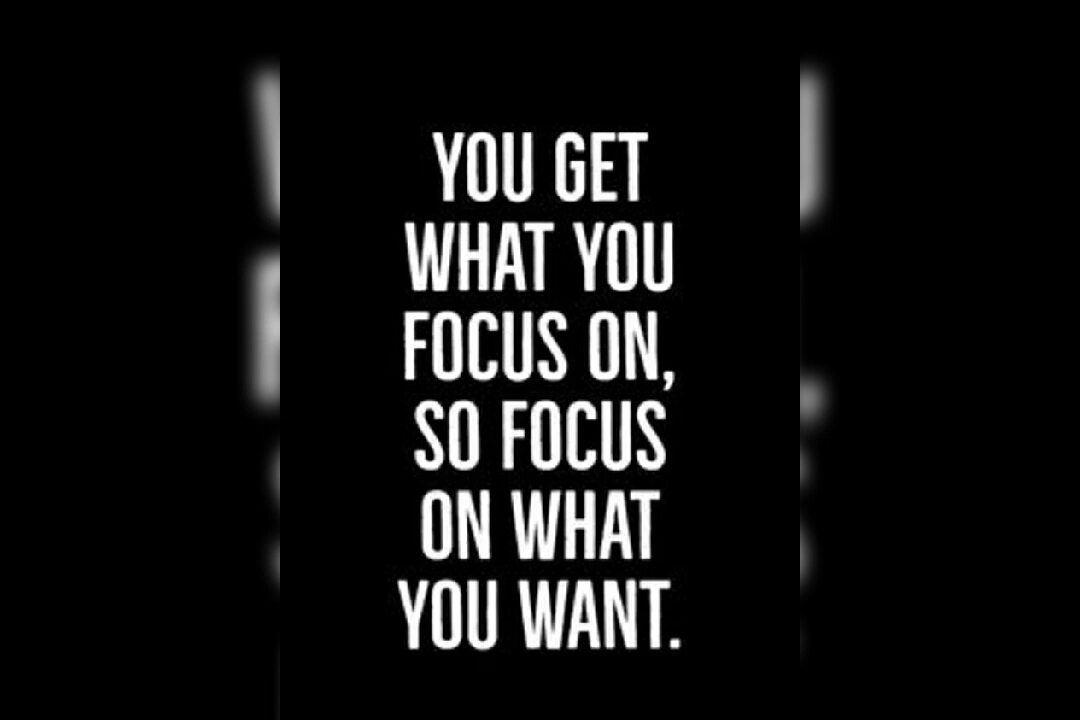 YOU GET
WHAT YOU
FOCUS ON,
SO FOCUS
ON WHAT
YOU WANT.